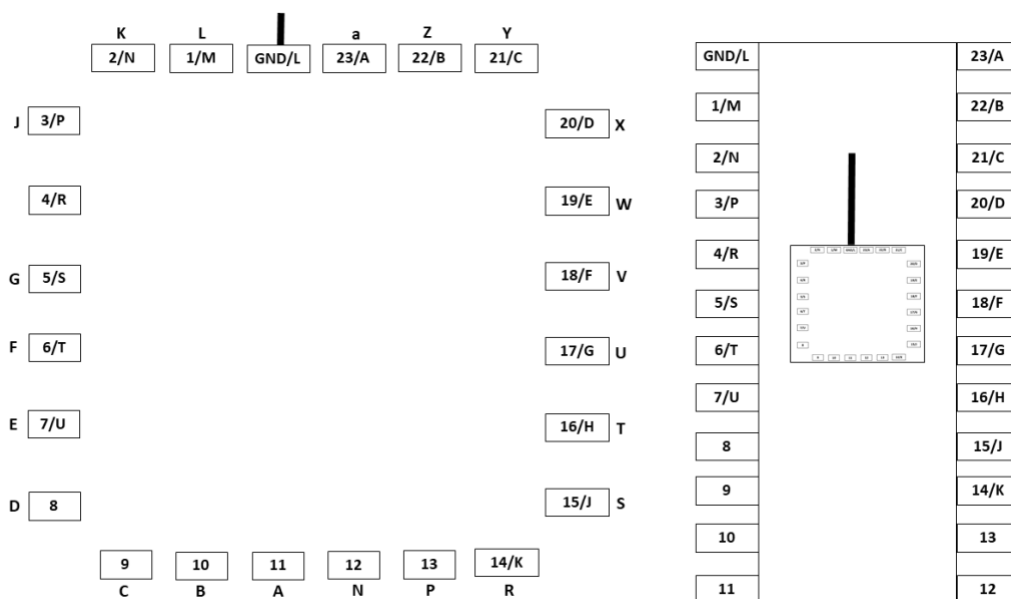 K L a Z Y
2/N 1/M GND/L 23/A 22/B 21/C
J 3/P 20/D X
4/R 19/E W
G 5/S 18/F V
F 6/T 17/G U
E 7/U 16/H T
D 8 15/J S
9 10 11 12 13 14/K
C B A N P R
GND/L 23/A
1/M 22/B
2/N 21/C
3/P 20/D
4/R 19/E
5/S 18/F
6/T 17/G
7/U 16/H
8 15/J
9 14/K
10 13
11 12